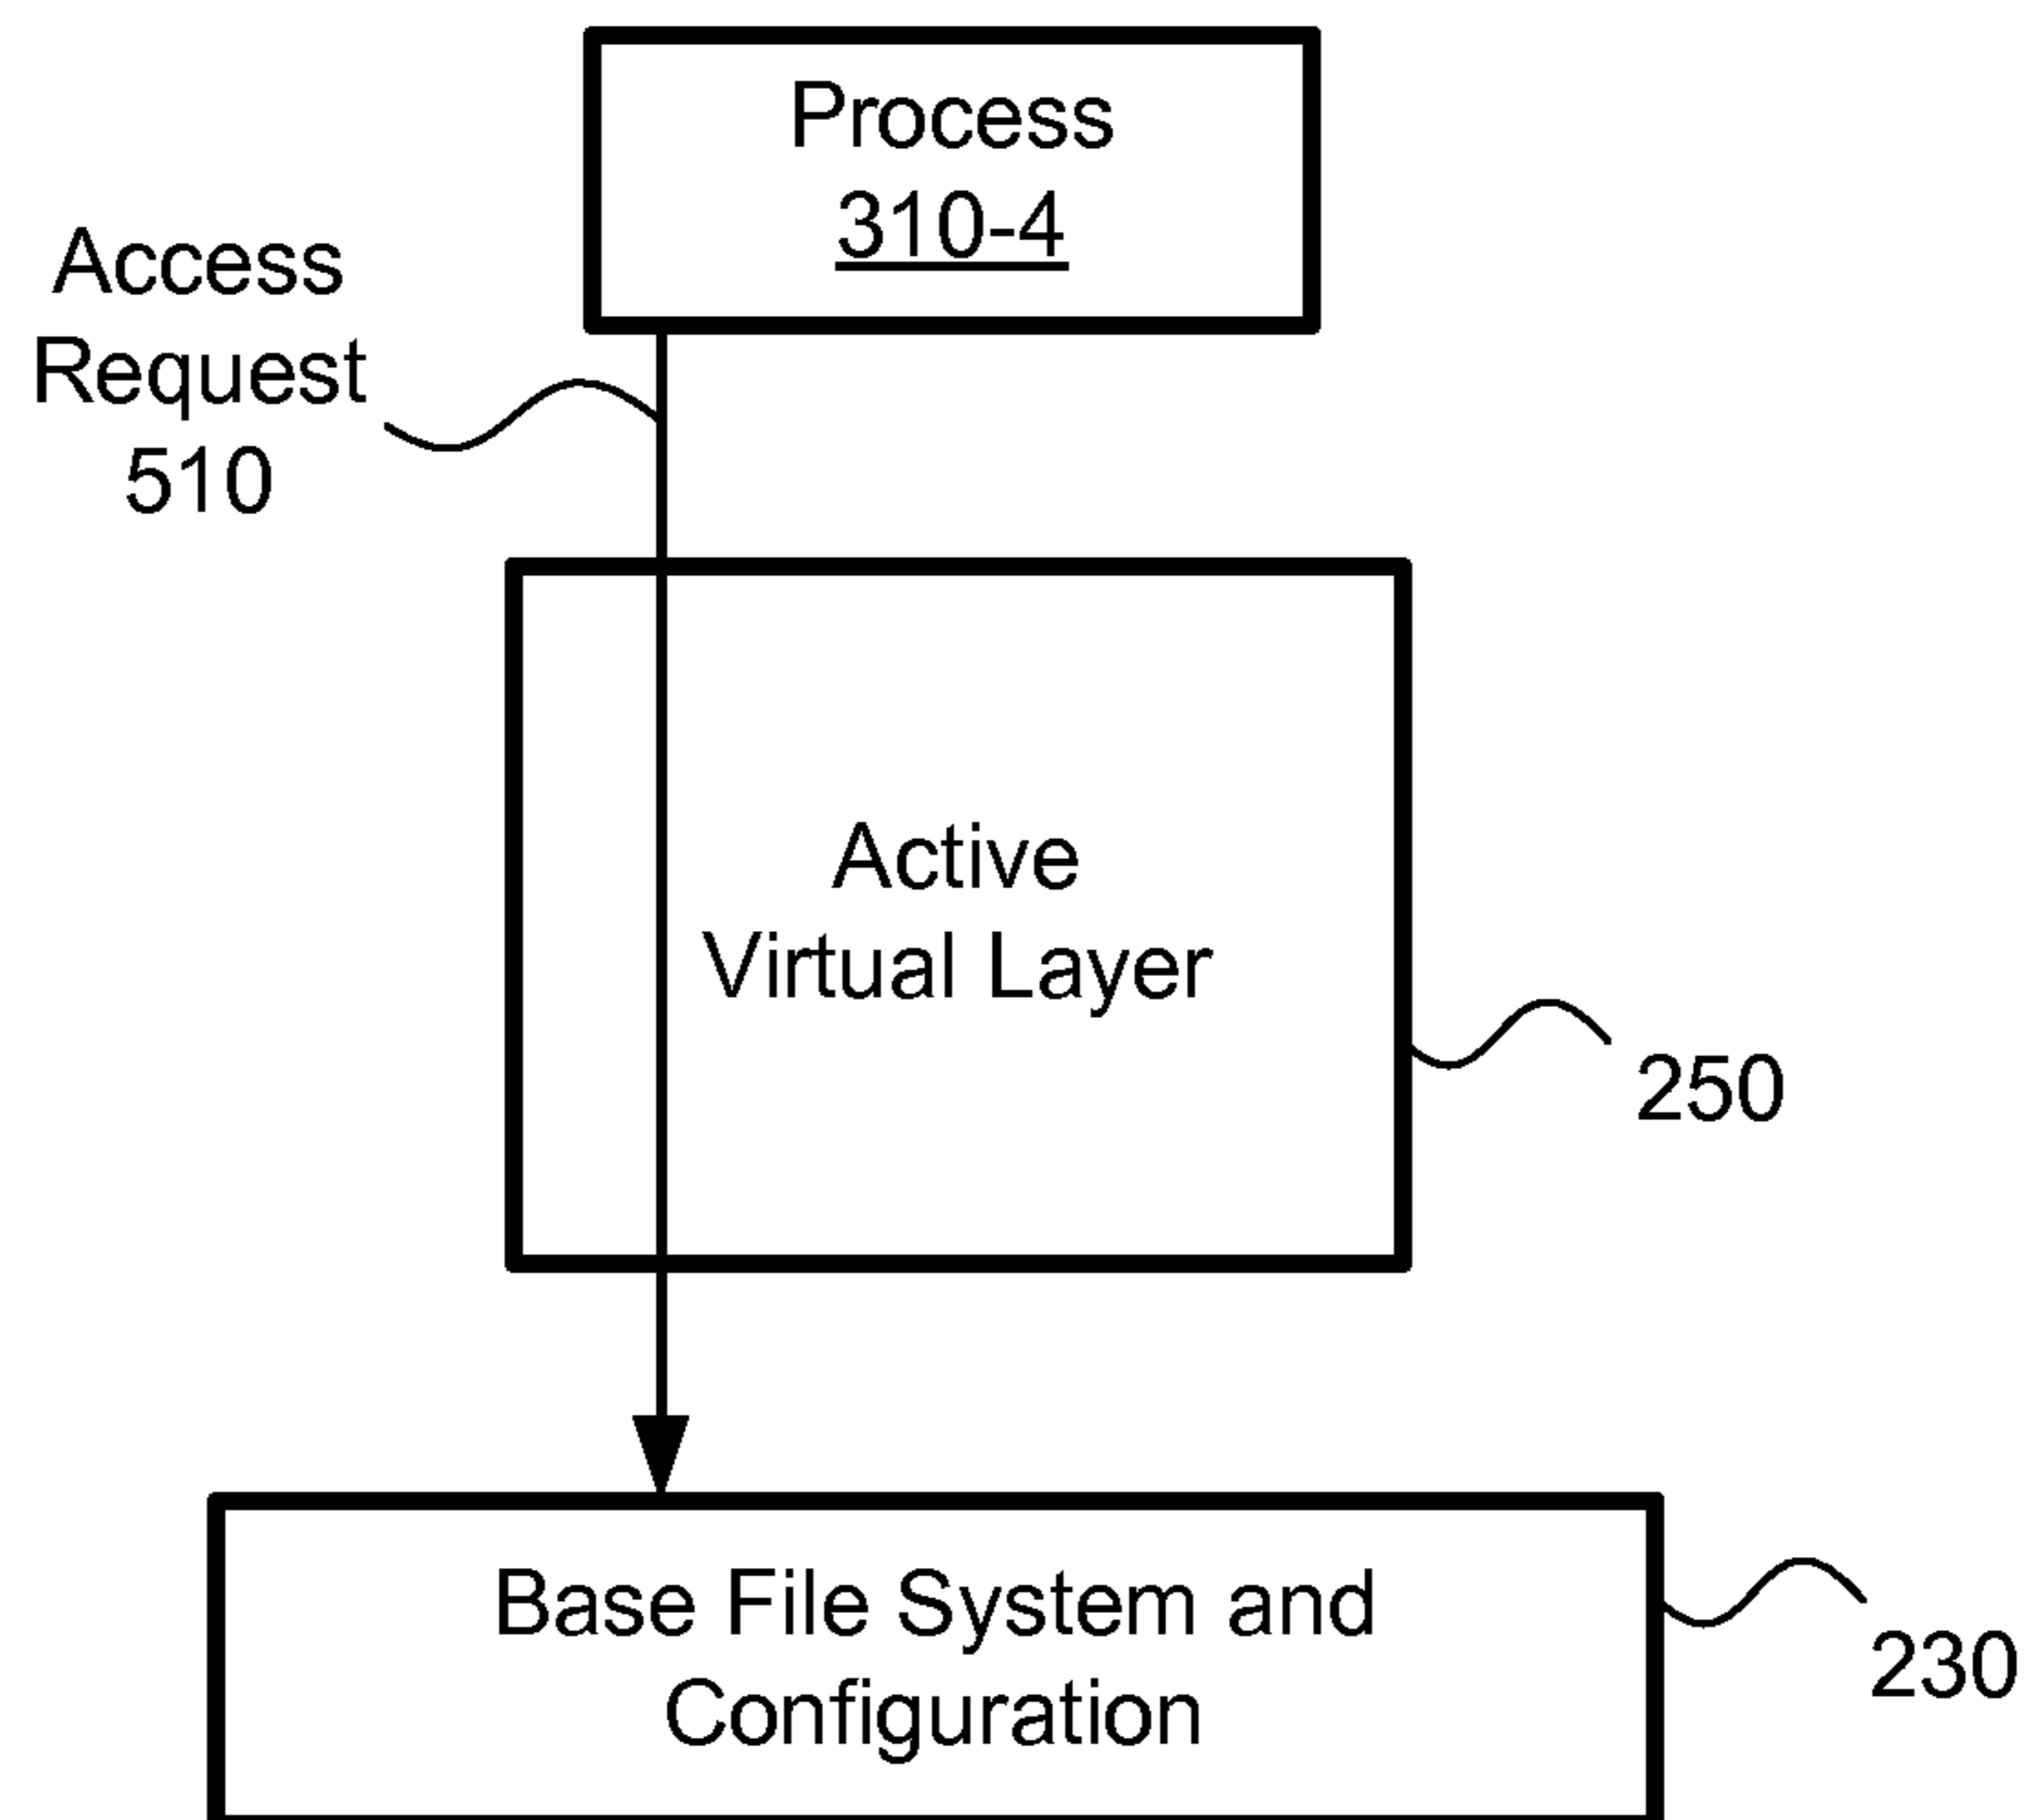 Process
310-4
Access
Request
510
Active
Virtual Layer
250
Base File System and
Configuration
230